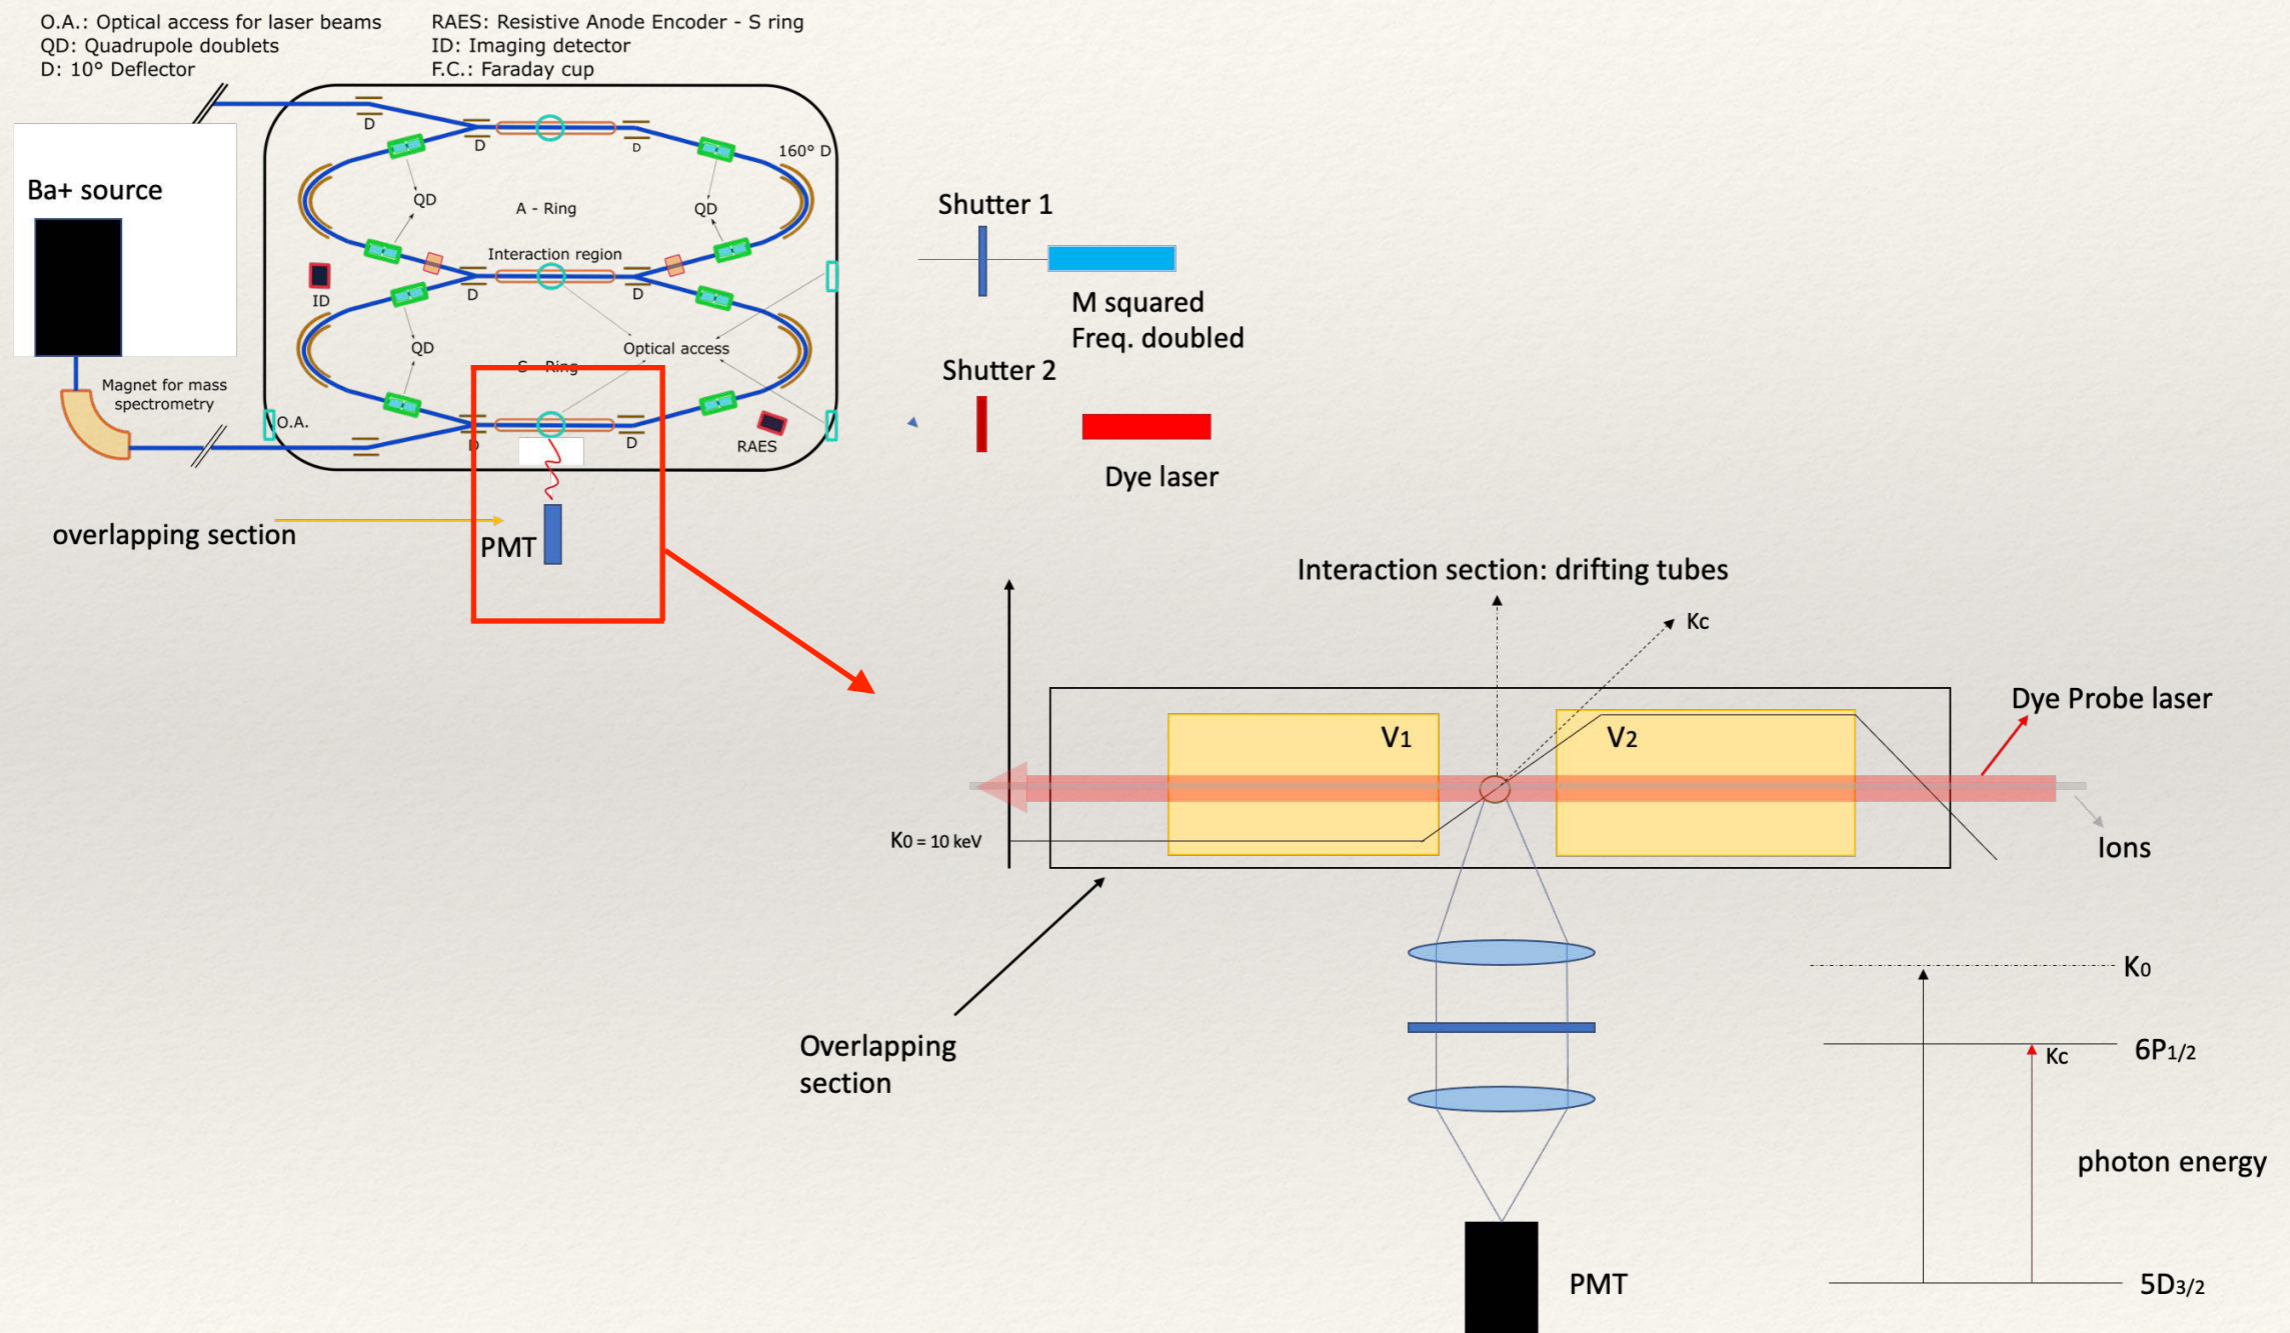 O.A.: Optical access for laser beams
QD: Quadrupole doublets
D: 10° Deflector
RAES: Resistive Anode Encoder - S ring
ID: Imaging detector
F.C.: Faraday cup
D
D
D
160° D
Ba+ source
QD
QD
A - Ring
Interaction region
ID
D
D
QD
Optical access
S - Ring
Magnet for mass
spectrometry
O.A.
D
D
RAES
overlapping section
PMT
Shutter 1
M squared
Freq. doubled
Shutter 2
Dye laser
Interaction section: drifting tubes
Kc
Dye Probe laser
V1
V2
K0 = 10 keV
Ions
Overlapping
section
PMT
K0
6P1/2
Kc
photon energy
5D3/2